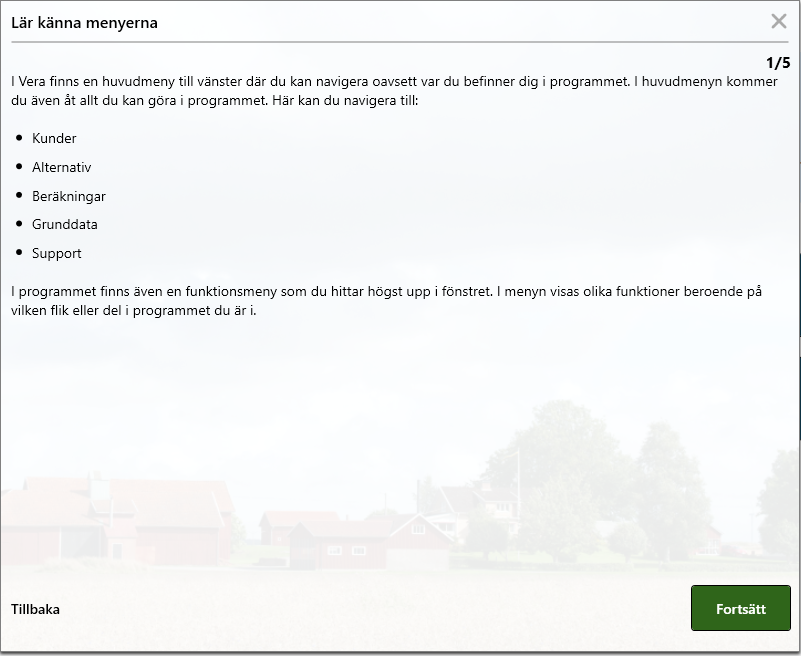 Lär känna menyerna
1/5
I Vera finns en huvudmeny till vänster där du kan navigera oavsett var du befinner dig i programmet. I huvudmenyn kommer
du även åt allt du kan göra i programmet. Här kan du navigera till:
• Kunder
• Alternativ
• Beräkningar
• Grunddata
• Support
I programmet finns även en funktionsmeny som du hittar högst upp i fönstret. I menyn visas olika funktioner beroende på
vilken flik eller del i programmet du är i.
Tillbaka
Fortsätt